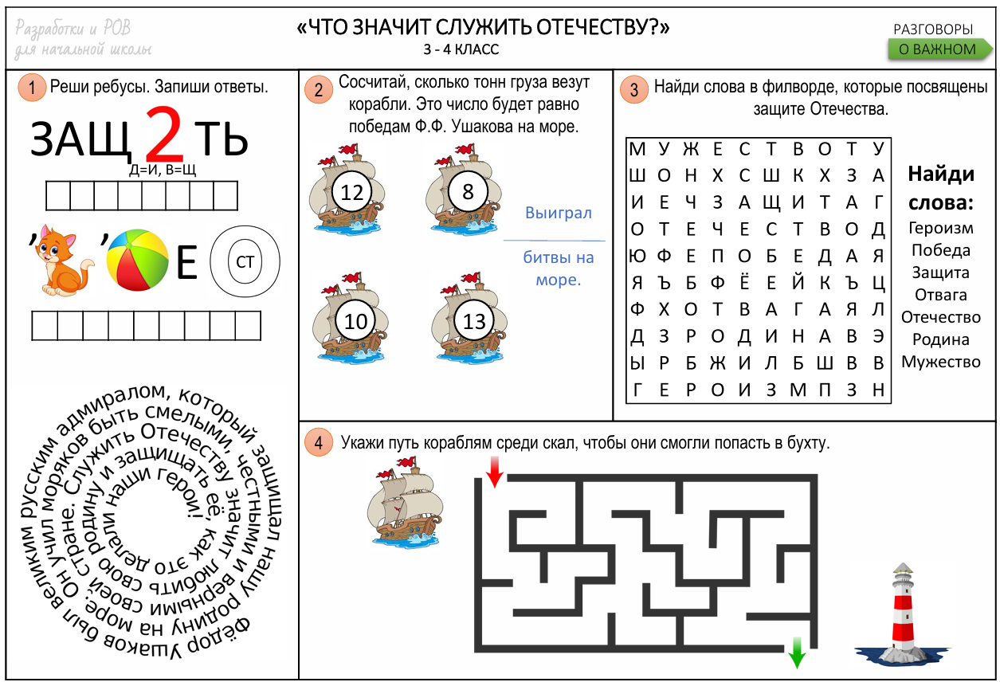 Разработки и РОВ
для начальной школы
«ЧТО ЗНАЧИТ СЛУЖИТЬ ОТЕЧЕСТВУ?»
3 - 4 КЛАСС
РАЗГОВОРЫ
О ВАЖНОМ
1 Реши ребусы. Запиши ответы.
ЗАЩ 2 ТЬ
Д=И, В=Щ
, , Е О СТ
Фёдор Ушаков был великим русским адмиралом, который защищал нашу родину на море. Он учил моряков быть смелыми, честными и верными своей стране. Служить Отечеству значит любить свою родину и защищать её, как это делали наши герои!
2 Сосчитай, сколько тонн груза везут
корабли. Это число будет равно
победам Ф.Ф. Ушакова на море.
12 8
10 13
Выиграл
битвы на
море.
3 Найди слова в филворде, которые посвящены
защите Отечества.
М У Ж Е С Т В О Т У
Ш О Н Х С Ш К Х З А
И Е Ч З А Щ И Т А Г
О Т Е Ч Е С Т В О Д
Ю Ф Е П О Б Е Д А Я
Я Ъ Б Ф Ё Е Й К Ъ Ц
Ф Х О Т В А Г А Я Л
Д З Р О Д И Н А В Э
Ы Р Б Ж И Л Б Ш В В
Г Е Р О И З М П З Н
Найди
слова:
Героизм
Победа
Защита
Отвага
Отечество
Родина
Мужество
4 Укажи путь кораблям среди скал, чтобы они смогли попасть в бухту.